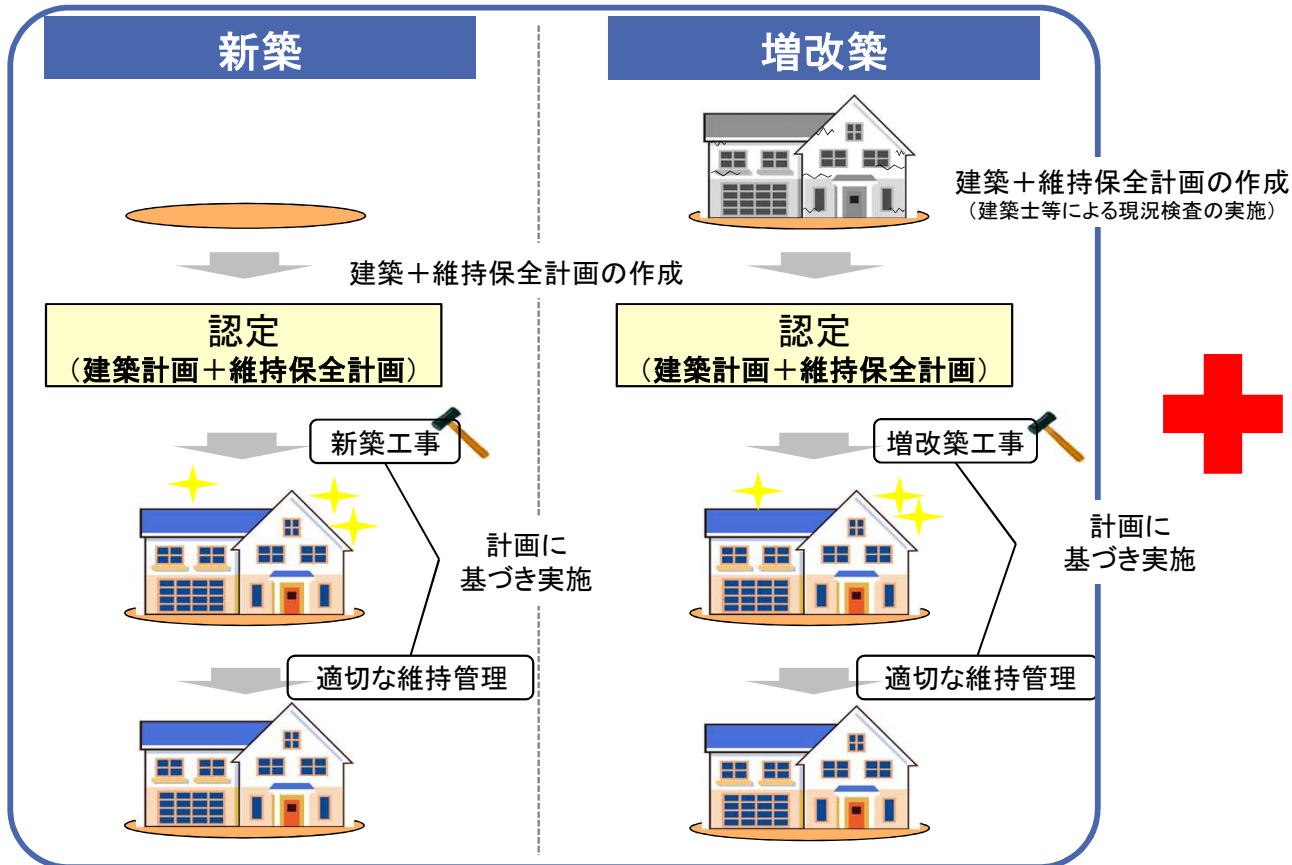 新築
建築＋維持保全計画の作成
認定
（建築計画＋維持保全計画）
新築工事
計画に
基づき実施
適切な維持管理
増改築
建築＋維持保全計画の作成
（建築士等による現況検査の実施）
認定
（建築計画＋維持保全計画）
増改築工事
計画に
基づき実施
適切な維持管理